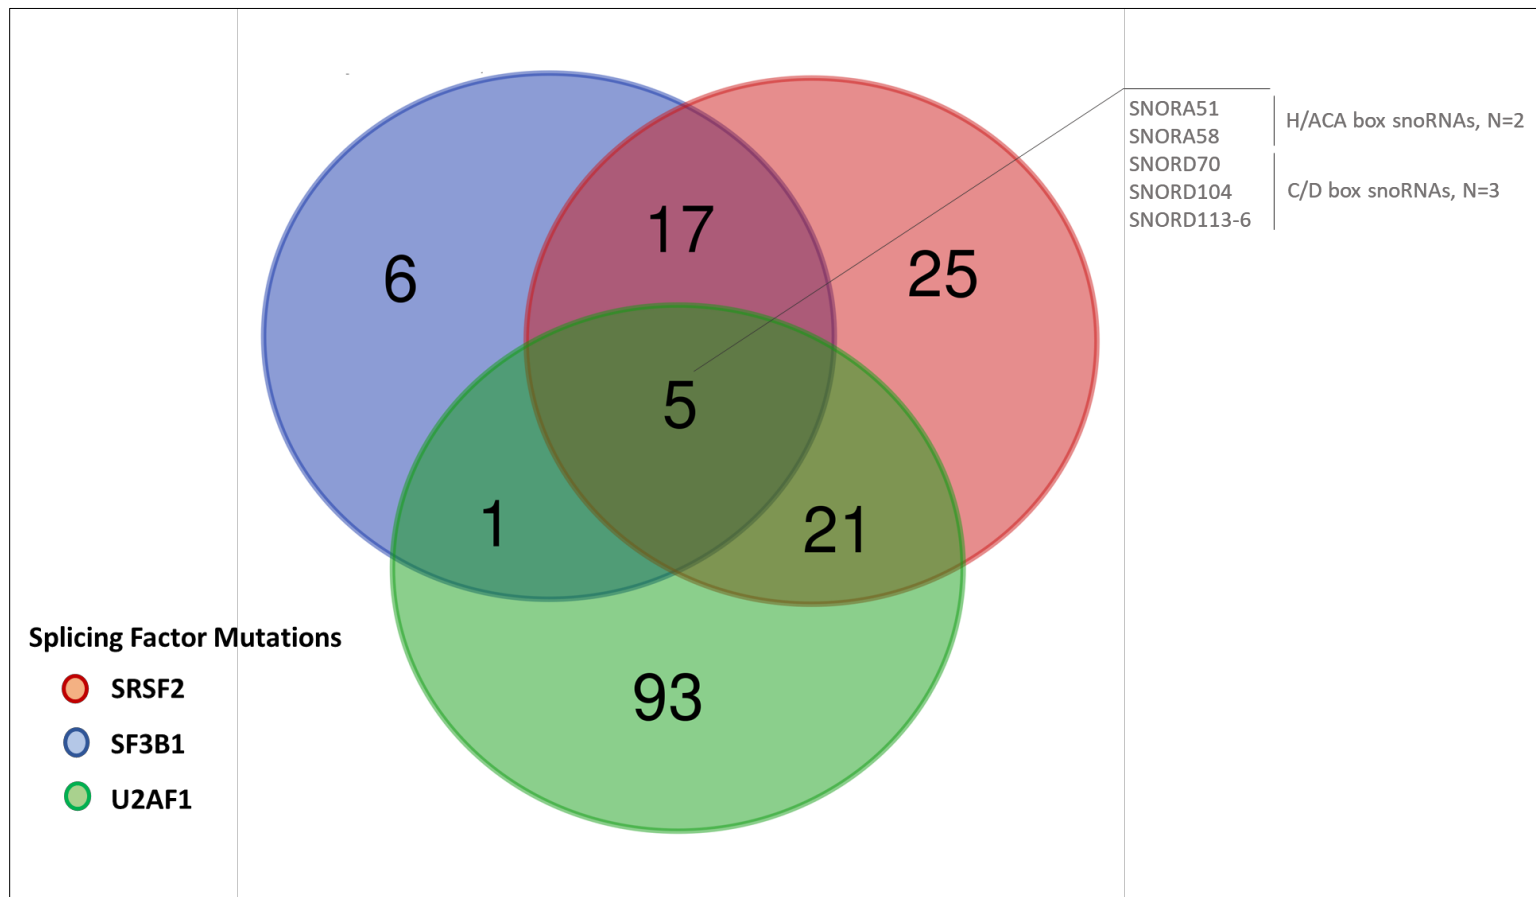 6
17
25
5
1
21
93
SNORA51
SNORA58
SNORD70
SNORD104
SNORD113-6
H/ACA box snoRNAs, N=2
C/D box snoRNAs, N=3
Splicing Factor Mutations
SRSF2
SF3B1
U2AF1